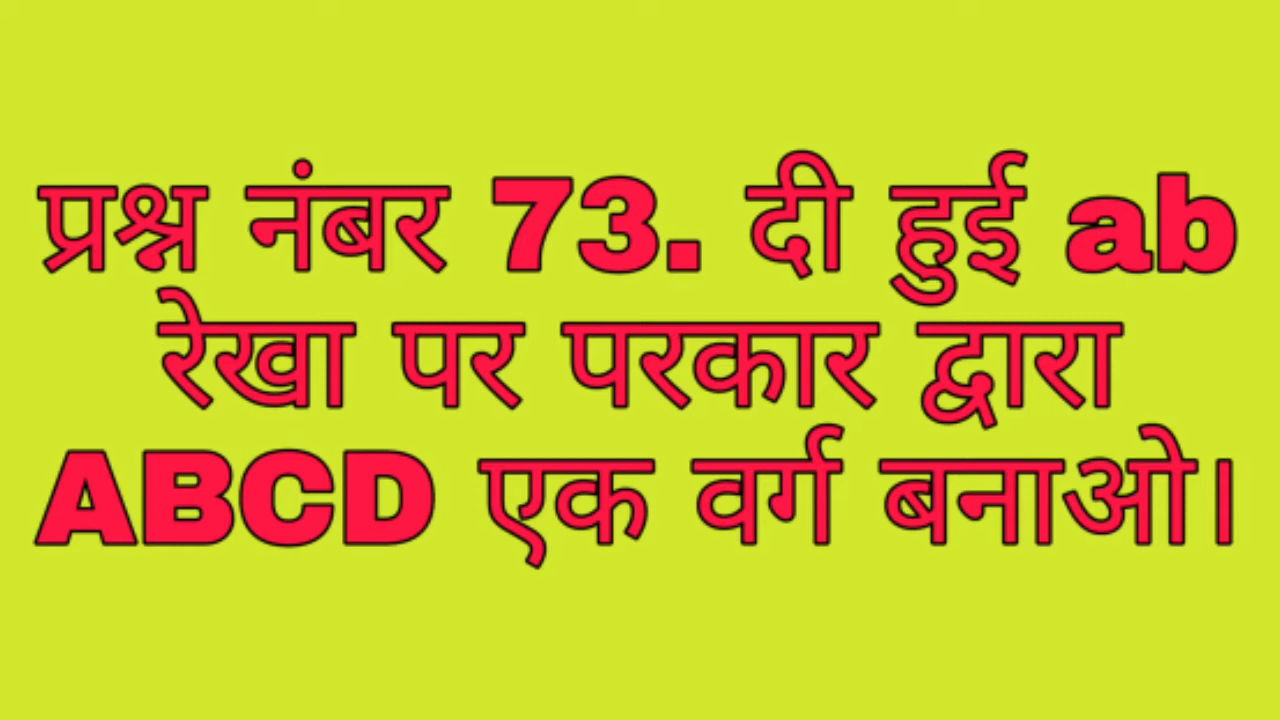 प्रश्न नंबर 73. दी हुई ab
रेखा पर परकार द्वारा
ABCD एक वर्ग बनाओ।